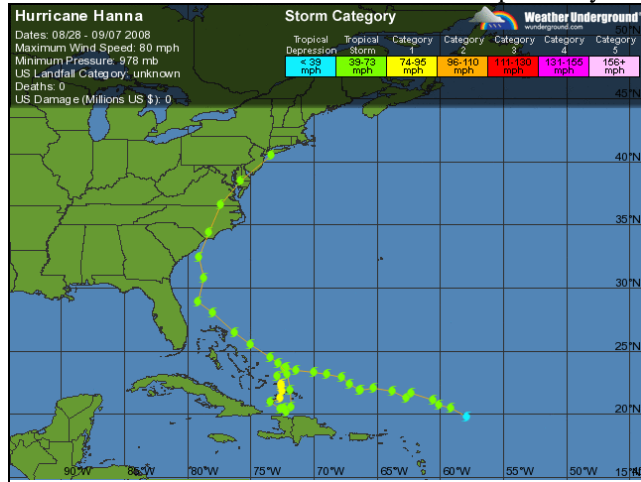 Hurricane Hanna
Dates: 08/28 - 09/07 2008
Maximum Wind Speed: 80 mph
Minimum Pressure: 978 mb
US Landfall Category: unknown
Deaths: 0
US Damage (Millions US $): 0
Storm Category
Weather Underground
wunderground.com
Tropical Depression
Tropical Storm
Category 1
Category 2
Category 3
Category 4
Category 5
< 39 mph
39-73 mph
74-95 mph
96-110 mph
111-130 mph
131-155 mph
156+ mph
45°N
40°N
35°N
30°N
25°N
20°N
15°N
90°W
85°W
80°W
75°W
70°W
65°W
60°W
55°W
50°W